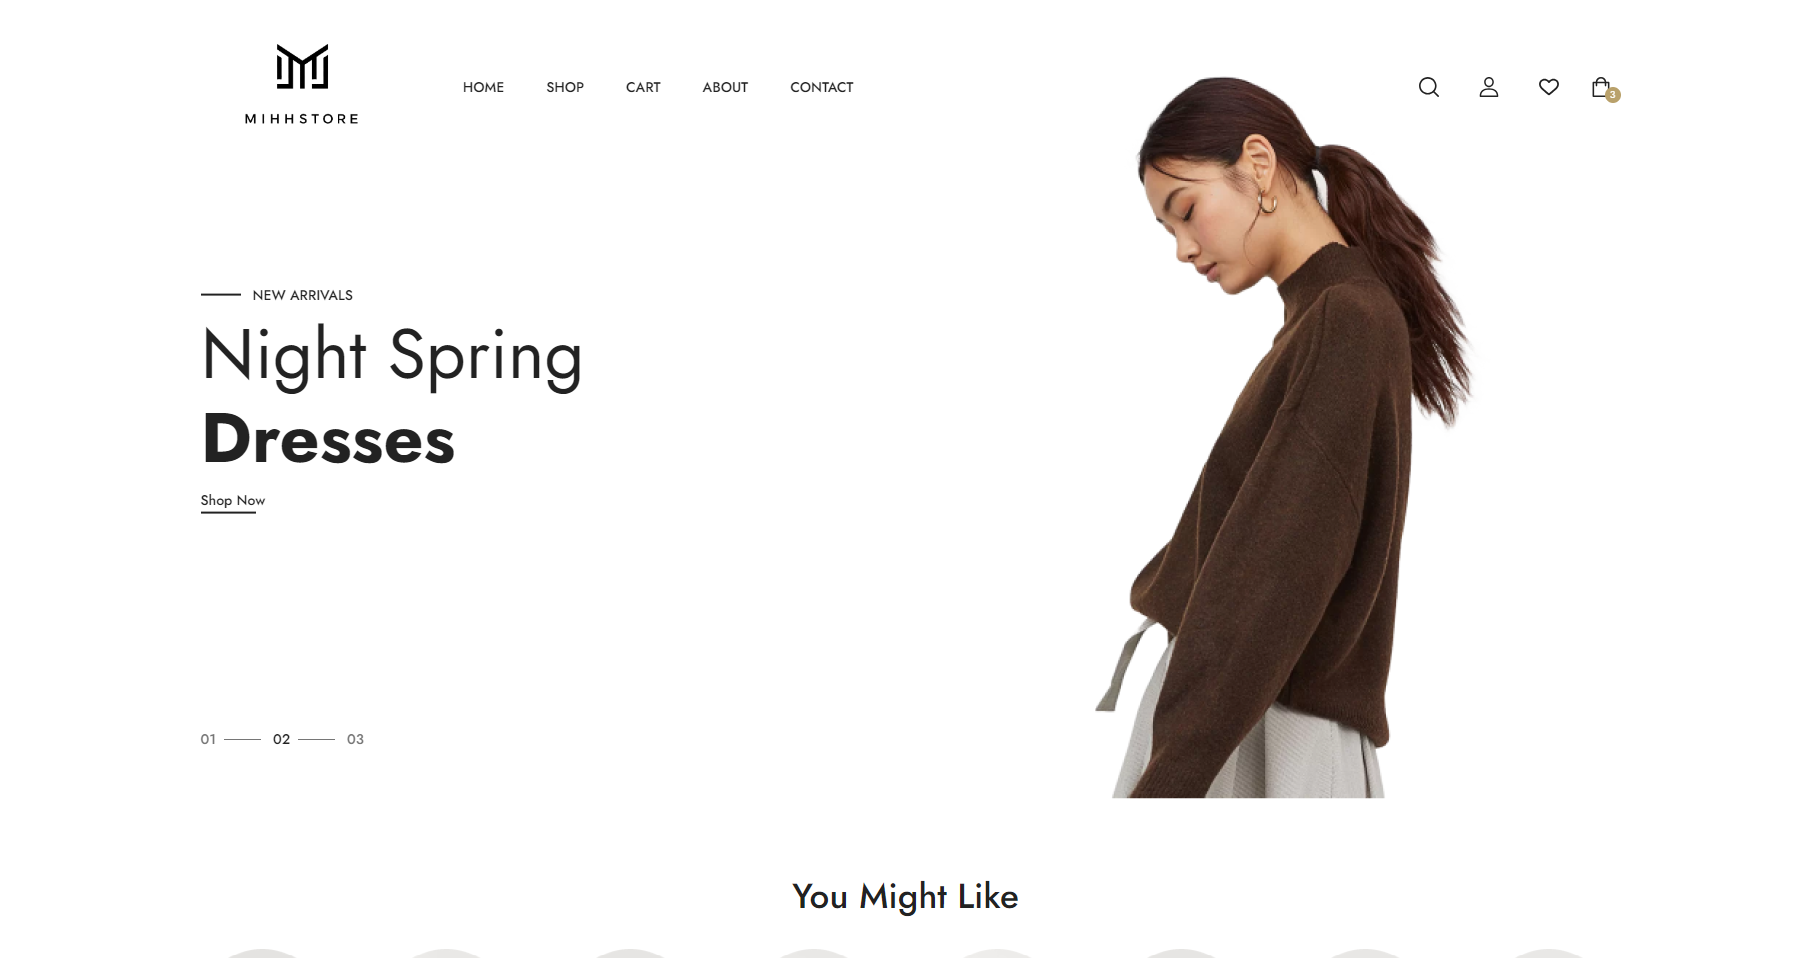 MIHHSTORE
HOME SHOP CART ABOUT CONTACT
3
NEW ARRIVALS
Night Spring
Dresses
Shop Now
01 02 03
You Might Like